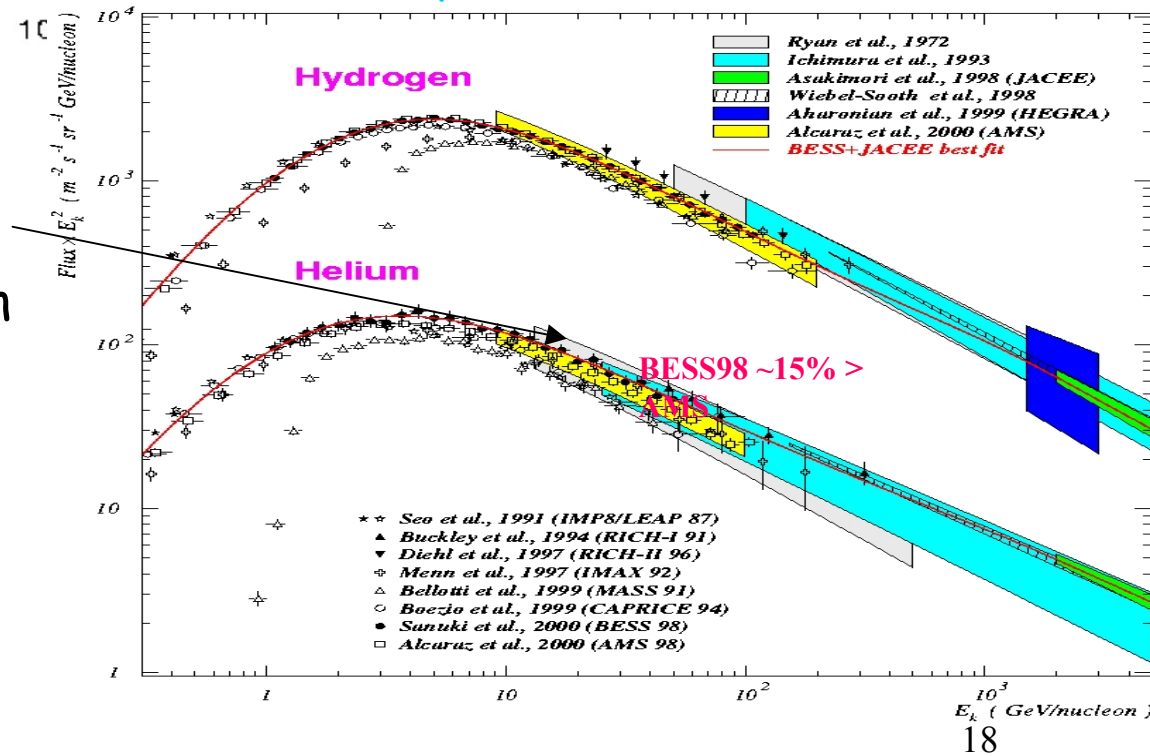 10
10⁴
10³
10²
10
1
Flux × E_k² ( m⁻² s⁻¹ sr⁻¹ GeV/nucleon )
Hydrogen
Helium
n
Ryan et al., 1972
Ichimura et al., 1993
Asakimori et al., 1998 (JACEE)
Wiebel-Sooth et al., 1998
Aharonian et al., 1999 (HEGRA)
Alcaraz et al., 2000 (AMS)
BESS+JACEE best fit
BESS98 ~15% >
AMS
Seo et al., 1991 (IMP8/LEAP 87)
Buckley et al., 1994 (RICH-I 91)
Diehl et al., 1997 (RICH-II 96)
Menn et al., 1997 (IMAX 92)
Bellotti et al., 1999 (MASS 91)
Boezio et al., 1999 (CAPRICE 94)
Sanuki et al., 2000 (BESS 98)
Alcaraz et al., 2000 (AMS 98)
1 10 10² 10³
E_k ( GeV/nucleon )
18